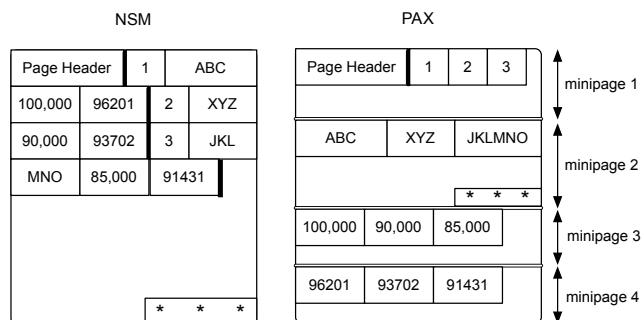 NSM
Page Header 1 ABC
100,000 96201 2 XYZ
90,000 93702 3 JKL
MNO 85,000 91431
* * *
PAX
Page Header 1 2 3
ABC XYZ JKLMNO
* * *
100,000 90,000 85,000
96201 93702 91431
minipage 1
minipage 2
minipage 3
minipage 4